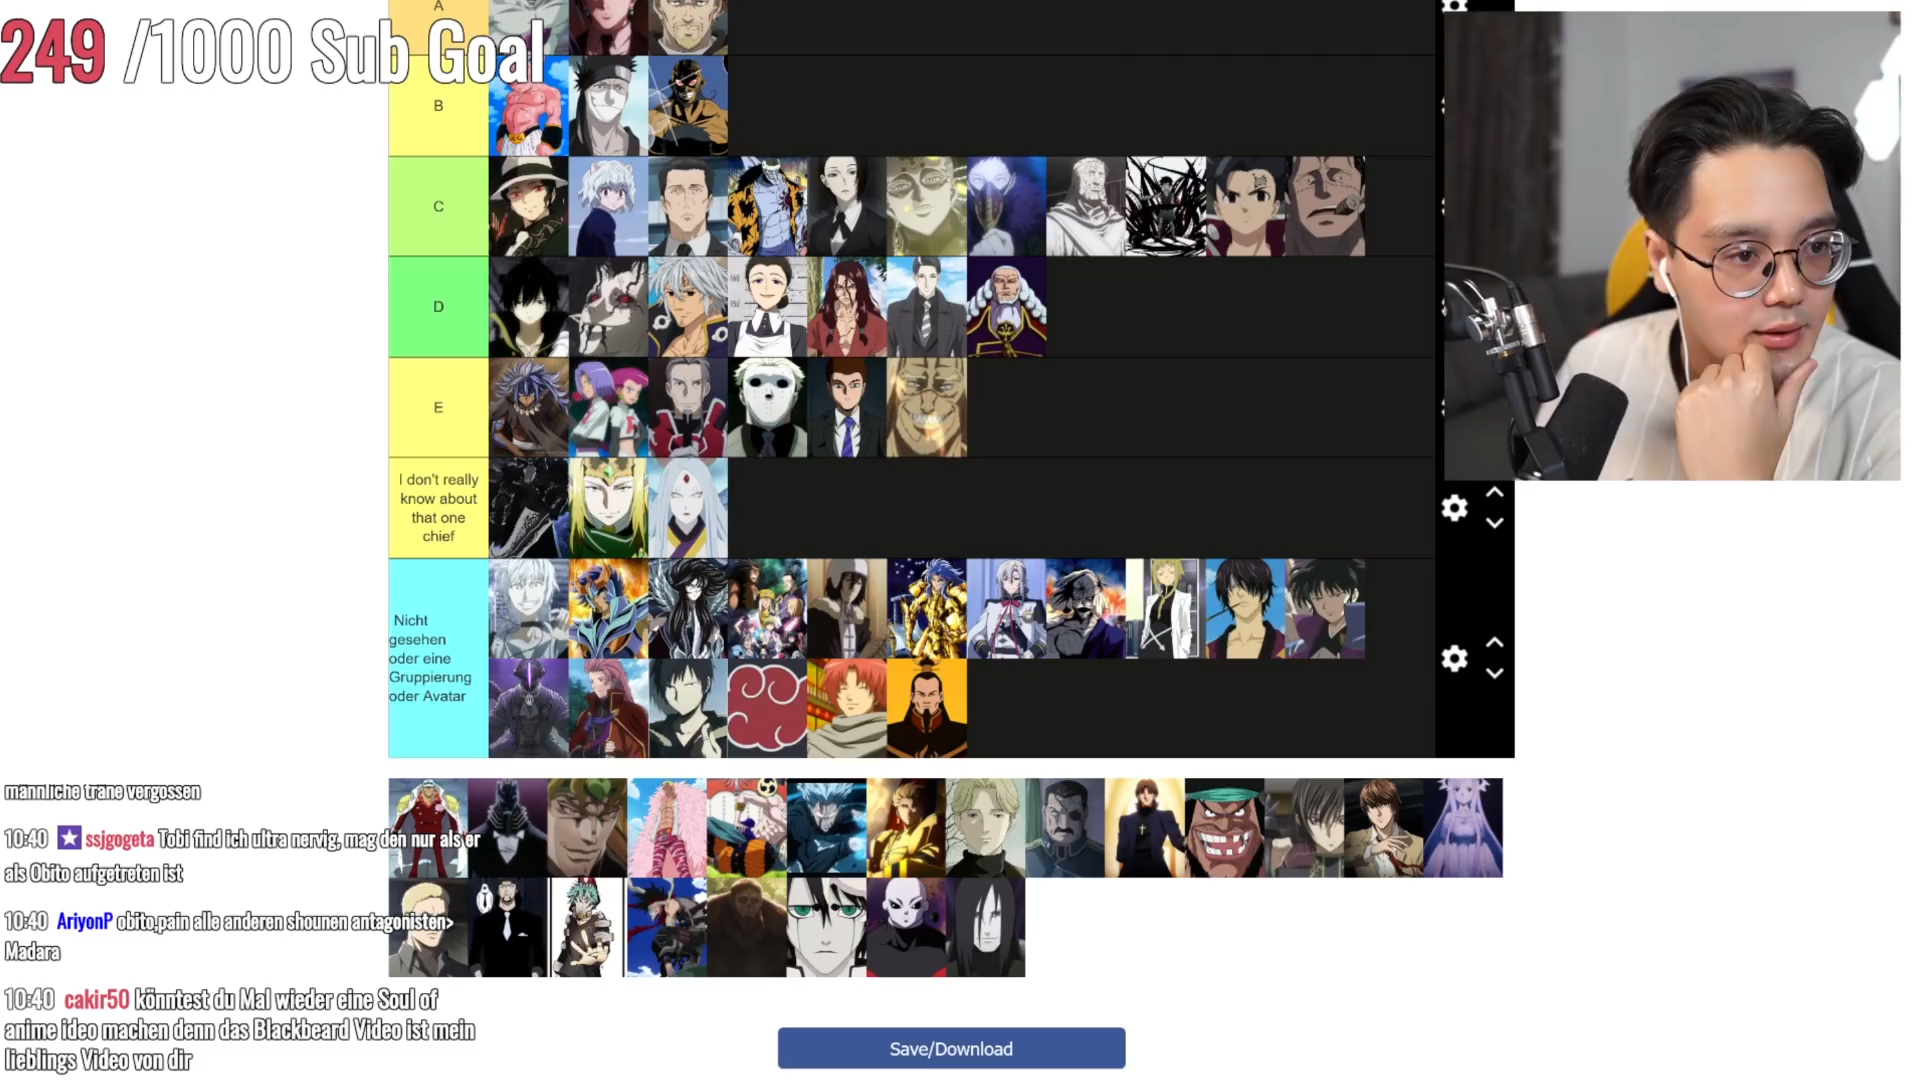 249 /1000 Sub Goal
A
B
C
D
E
I don't really
know about
that one
chief
Nicht
gesehen
oder eine
Gruppierung
oder Avatar
männliche träne vergossen
10:40 ssjgogeta Tobi find ich ultra nervig, mag den nur als er
als Obito aufgetreten ist
10:40 AriyonP obito,pain alle anderen shounen antagonisten>
Madara
10:40 cakir50 könntest du Mal wieder eine Soul of
anime ideo machen denn das Blackbeard Video ist mein
lieblings Video von dir
Save/Download